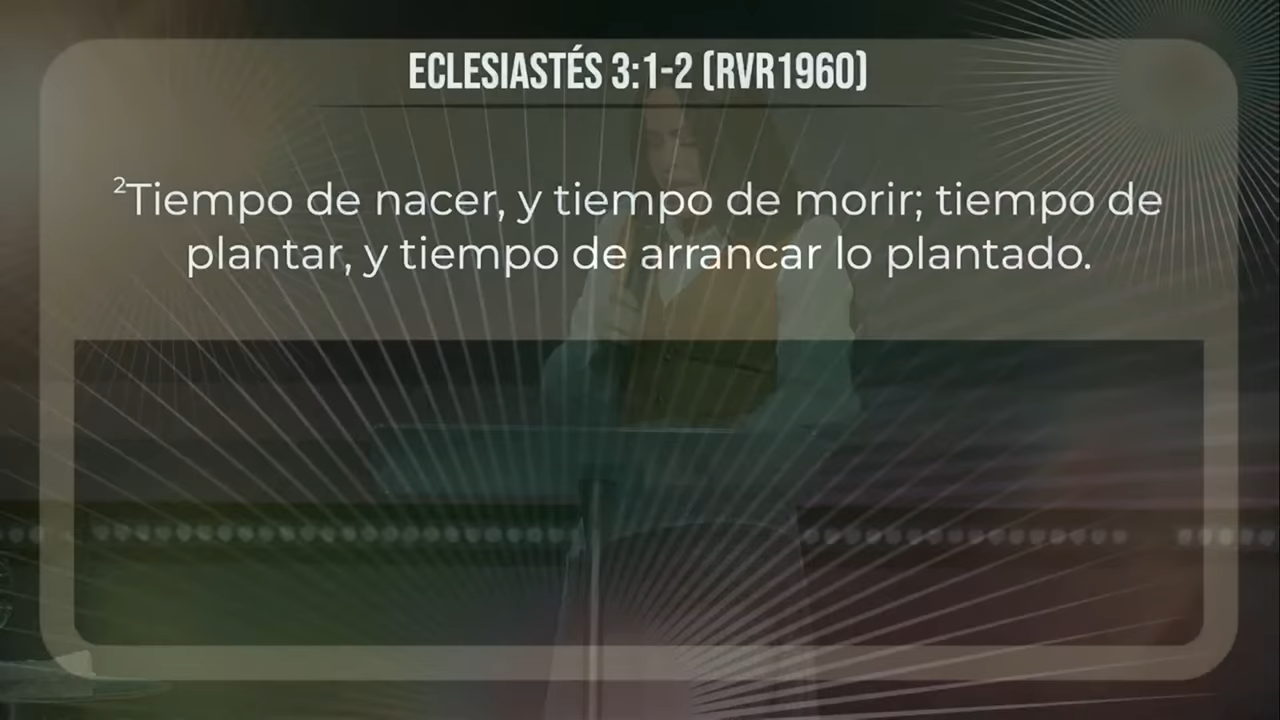 ECLESIASTÉS 3:1-2 (RVR1960)
²Tiempo de nacer, y tiempo de morir; tiempo de
plantar, y tiempo de arrancar lo plantado.